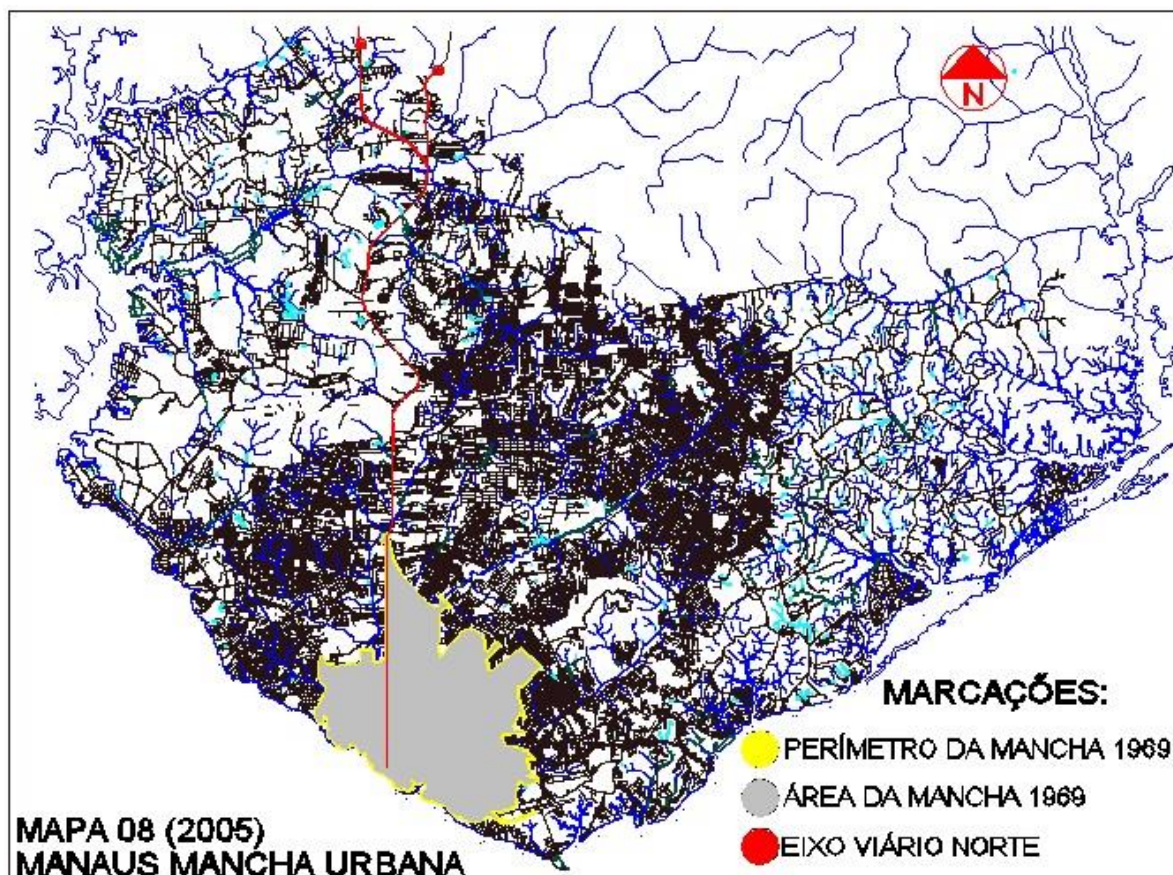 N
MARCAÇÕES:
PERÍMETRO DA MANCHA 1969
ÁREA DA MANCHA 1969
EIXO VIÁRIO NORTE
MAPA 08 (2005)
MANAUS MANCHA URBANA